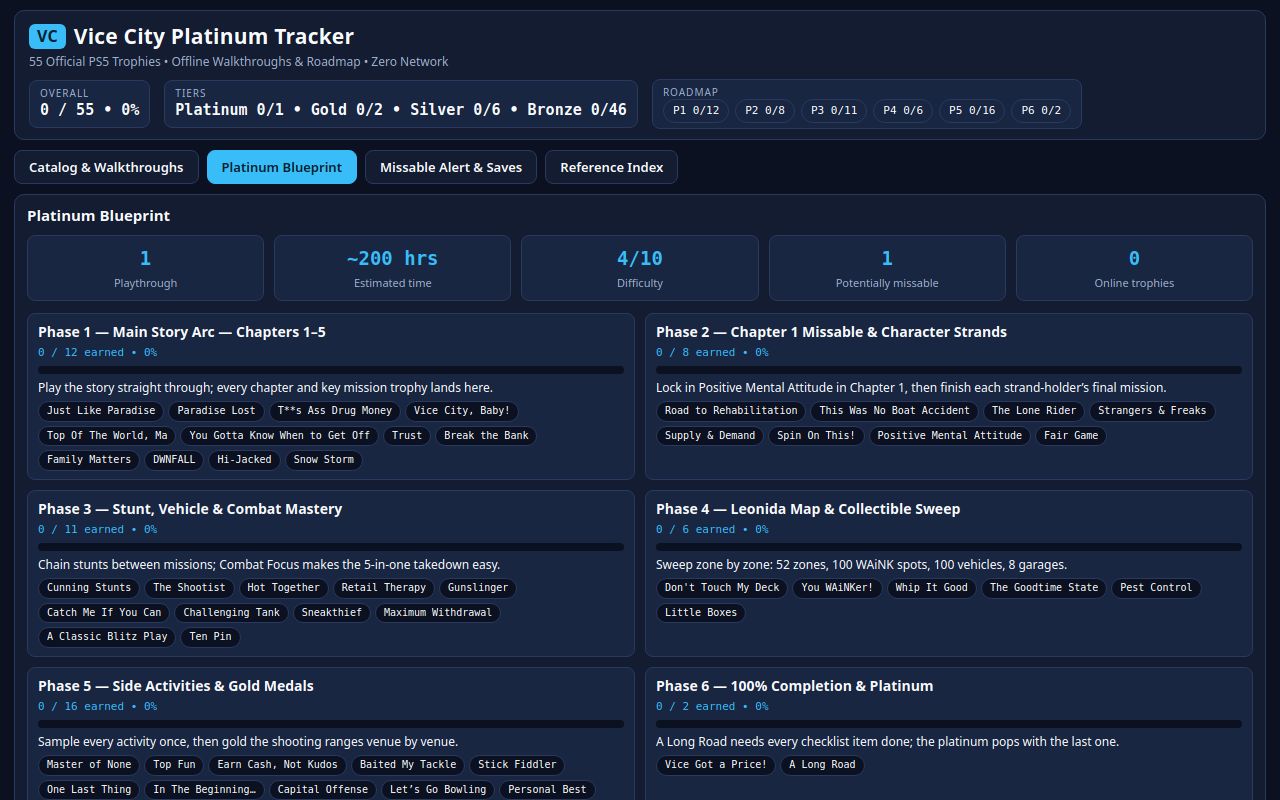 VC Vice City Platinum Tracker
55 Official PS5 Trophies • Offline Walkthroughs & Roadmap • Zero Network
OVERALL
0 / 55 • 0%
TIERS
Platinum 0/1 • Gold 0/2 • Silver 0/6 • Bronze 0/46
ROADMAP
P1 0/12 P2 0/8 P3 0/11 P4 0/6 P5 0/16 P6 0/2
Catalog & Walkthroughs Platinum Blueprint Missable Alert & Saves Reference Index
Platinum Blueprint
1
Playthrough
~200 hrs
Estimated time
4/10
Difficulty
1
Potentially missable
0
Online trophies
Phase 1 — Main Story Arc — Chapters 1–5
0 / 12 earned • 0%
Play the story straight through; every chapter and key mission trophy lands here.
Just Like Paradise Paradise Lost T**s Ass Drug Money Vice City, Baby!
Top Of The World, Ma You Gotta Know When to Get Off Trust Break the Bank
Family Matters DWNFALL Hi-Jacked Snow Storm
Phase 2 — Chapter 1 Missable & Character Strands
0 / 8 earned • 0%
Lock in Positive Mental Attitude in Chapter 1, then finish each strand-holder’s final mission.
Road to Rehabilitation This Was No Boat Accident The Lone Rider Strangers & Freaks
Supply & Demand Spin On This! Positive Mental Attitude Fair Game
Phase 3 — Stunt, Vehicle & Combat Mastery
0 / 11 earned • 0%
Chain stunts between missions; Combat Focus makes the 5-in-one takedown easy.
Cunning Stunts The Shootist Hot Together Retail Therapy Gunslinger
Catch Me If You Can Challenging Tank Sneakthief Maximum Withdrawal
A Classic Blitz Play Ten Pin
Phase 4 — Leonida Map & Collectible Sweep
0 / 6 earned • 0%
Sweep zone by zone: 52 zones, 100 WAiNK spots, 100 vehicles, 8 garages.
Don't Touch My Deck You WAiNKer! Whip It Good The Goodtime State Pest Control
Little Boxes
Phase 5 — Side Activities & Gold Medals
0 / 16 earned • 0%
Sample every activity once, then gold the shooting ranges venue by venue.
Master of None Top Fun Earn Cash, Not Kudos Baited My Tackle Stick Fiddler
One Last Thing In The Beginning… Capital Offense Let’s Go Bowling Personal Best
Phase 6 — 100% Completion & Platinum
0 / 2 earned • 0%
A Long Road needs every checklist item done; the platinum pops with the last one.
Vice Got a Price! A Long Road